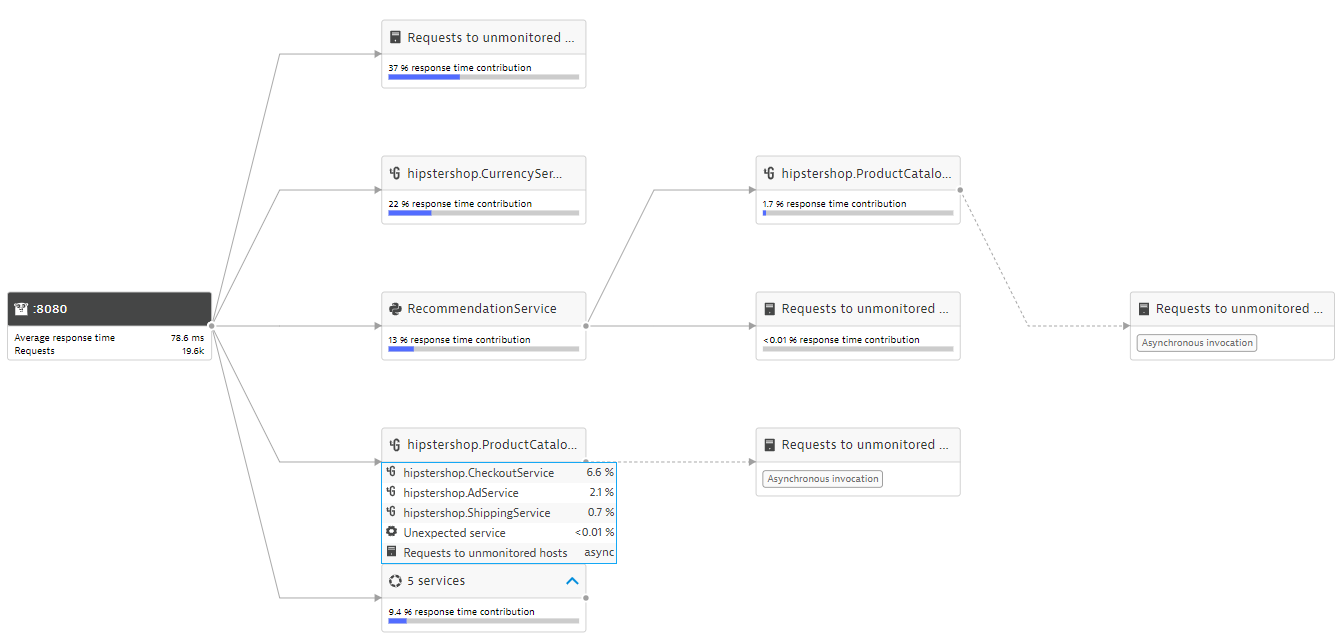 Requests to unmonitored ...
37 % response time contribution
hipstershop.CurrencySer...
22 % response time contribution
hipstershop.ProductCatalo...
1.7 % response time contribution
:8080
Average response time 78.6 ms
Requests 19.6k
RecommendationService
13 % response time contribution
Requests to unmonitored ...
<0.01 % response time contribution
Requests to unmonitored ...
Asynchronous invocation
hipstershop.ProductCatalo...
Requests to unmonitored ...
Asynchronous invocation
hipstershop.CheckoutService 6.6 %
hipstershop.AdService 2.1 %
hipstershop.ShippingService 0.7 %
Unexpected service <0.01 %
Requests to unmonitored hosts async
5 services
9.4 % response time contribution